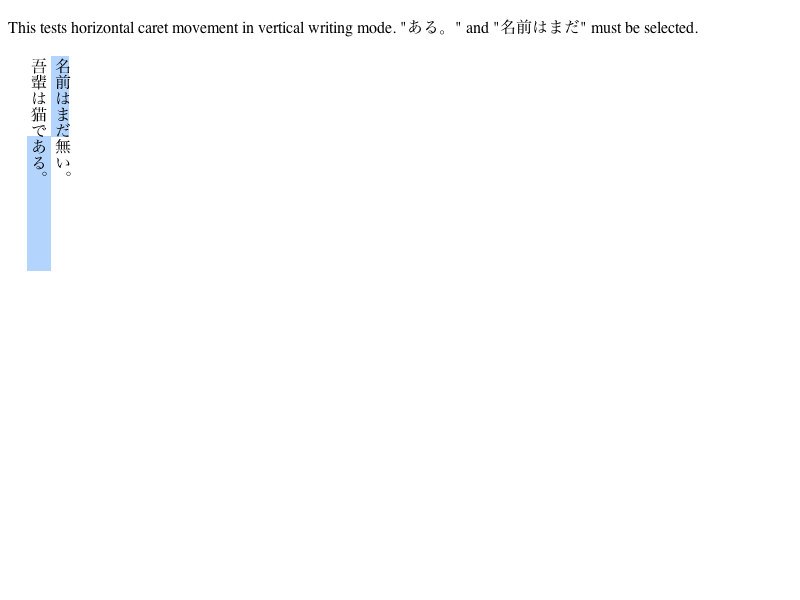 This tests horizontal caret movement in vertical writing mode. "ある。" and "名前はまだ" must be selected.
吾輩は猫である。
名前はまだ無い。